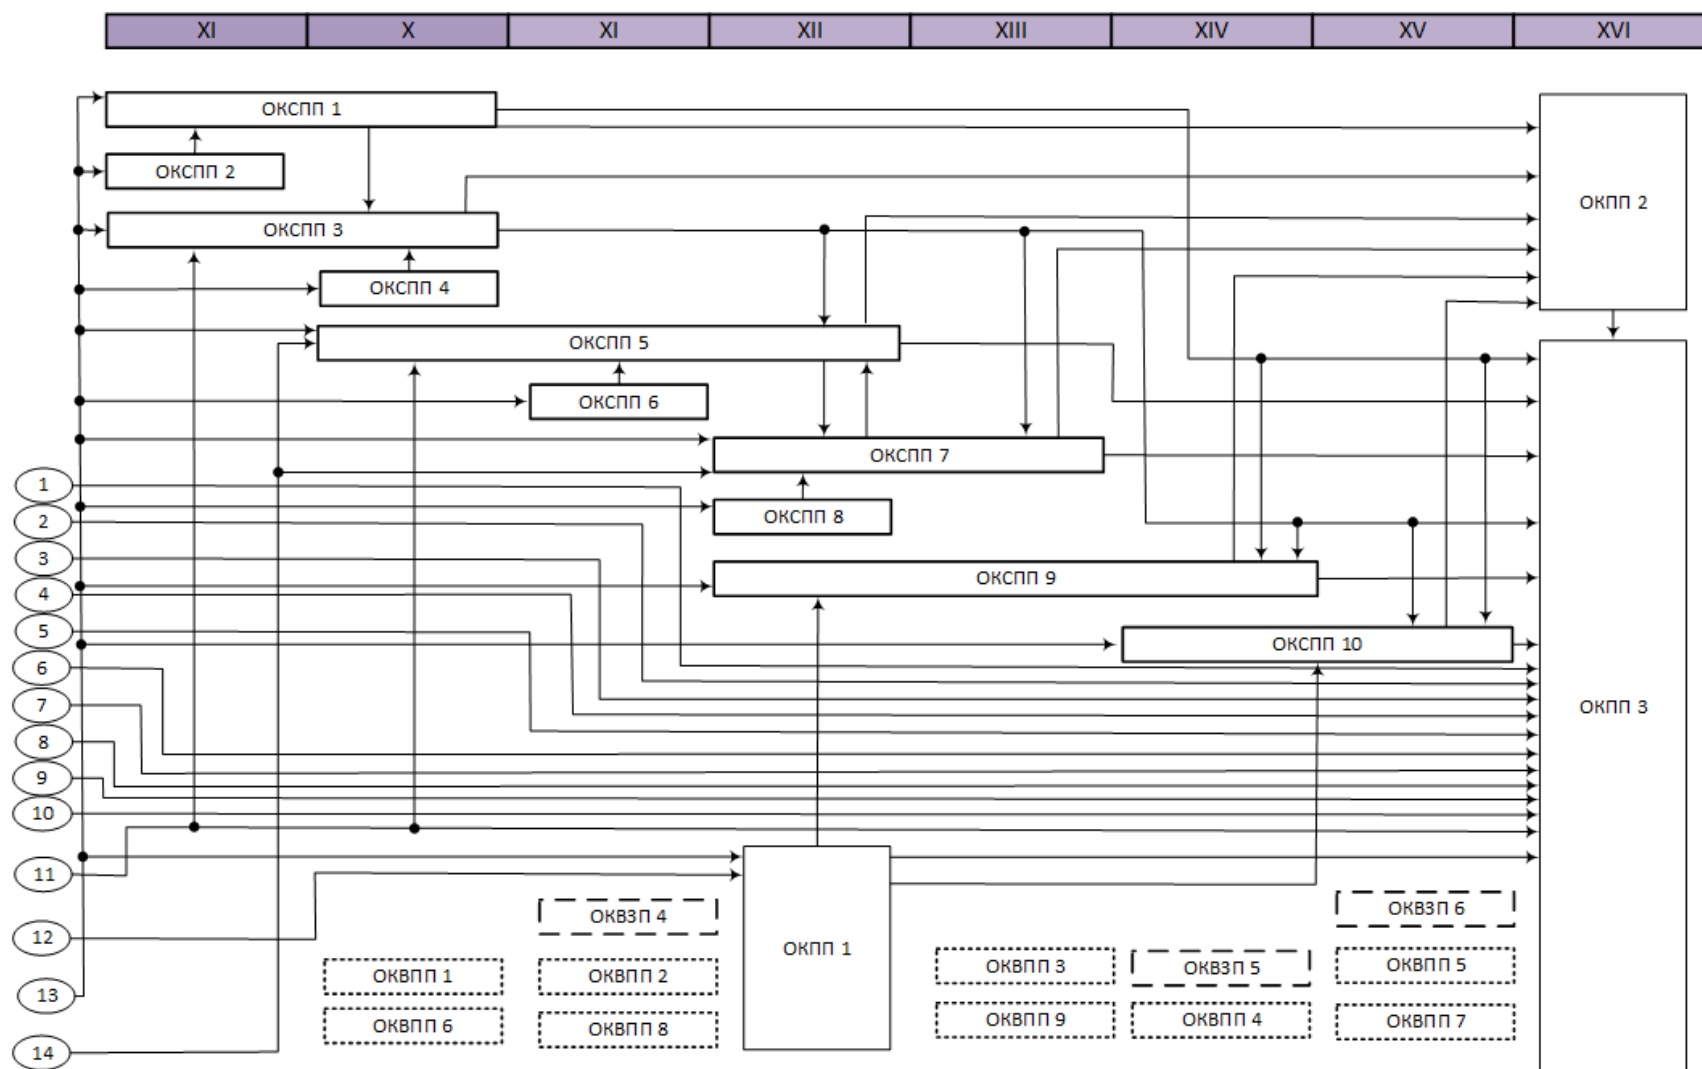 XI X XI XII XIII XIV XV XVI
ОКСПП 1
ОКСПП 2
ОКПП 2
ОКСПП 3
ОКСПП 4
ОКСПП 5
ОКСПП 6
ОКСПП 7
1
ОКСПП 8
2
3
ОКСПП 9
4
5
ОКСПП 10
6
7
ОКПП 3
8
9
10
11
ОКВЗП 4
ОКВЗП 6
12
ОКПП 1
ОКВПП 1
ОКВПП 2
ОКВПП 3
ОКВЗП 5
ОКВПП 5
13
ОКВПП 6
ОКВПП 8
ОКВПП 9
ОКВПП 4
ОКВПП 7
14